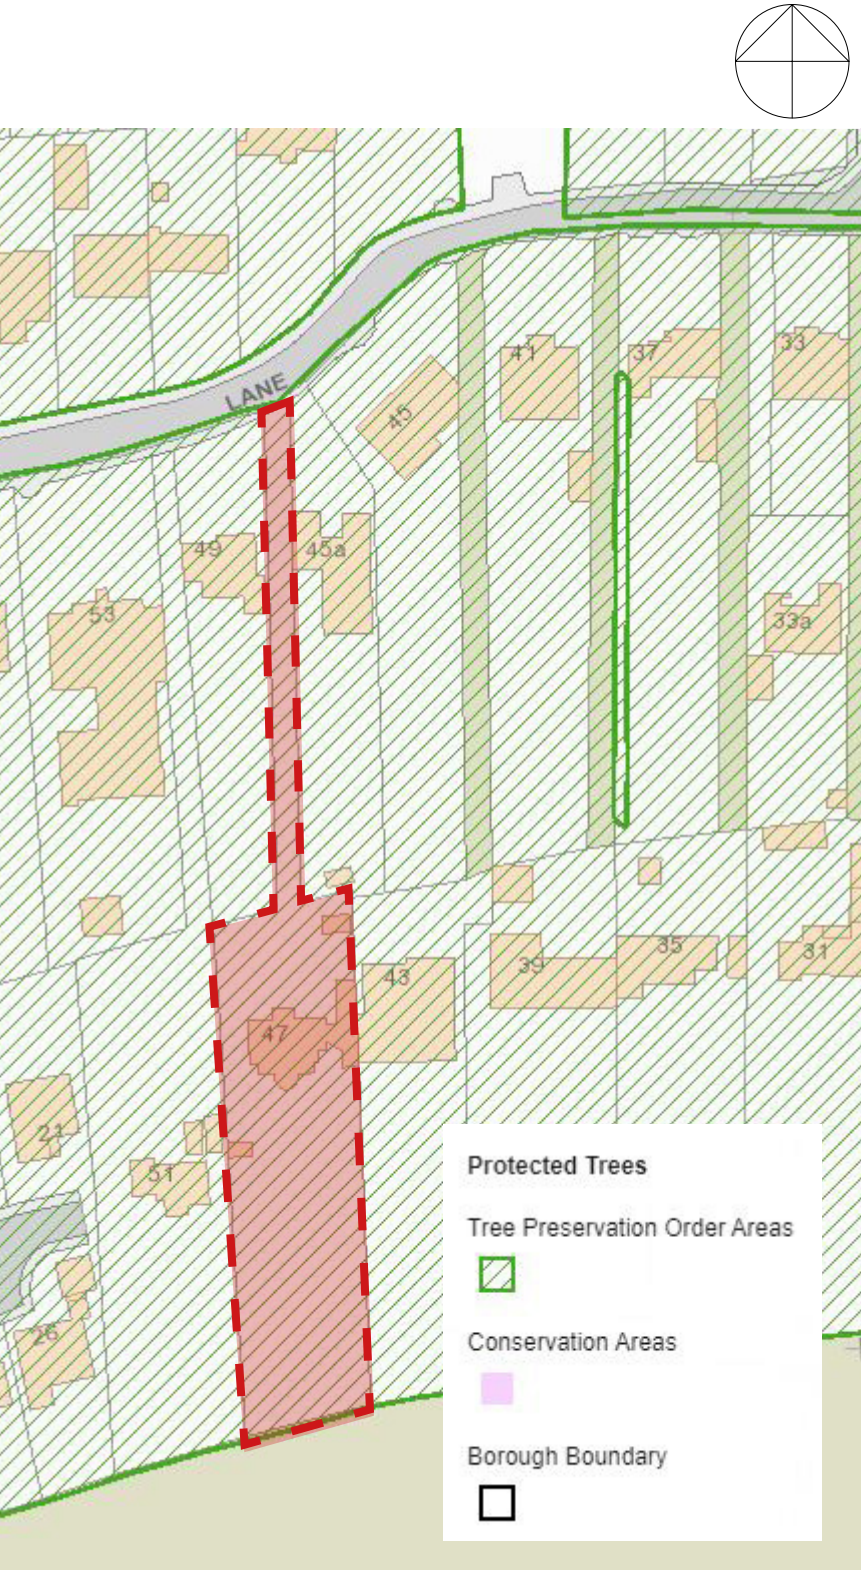 LANE
41
37
33
45
49
45a
53
33a
43
39
35
31
47
21
51
26
Protected Trees
Tree Preservation Order Areas
Conservation Areas
Borough Boundary